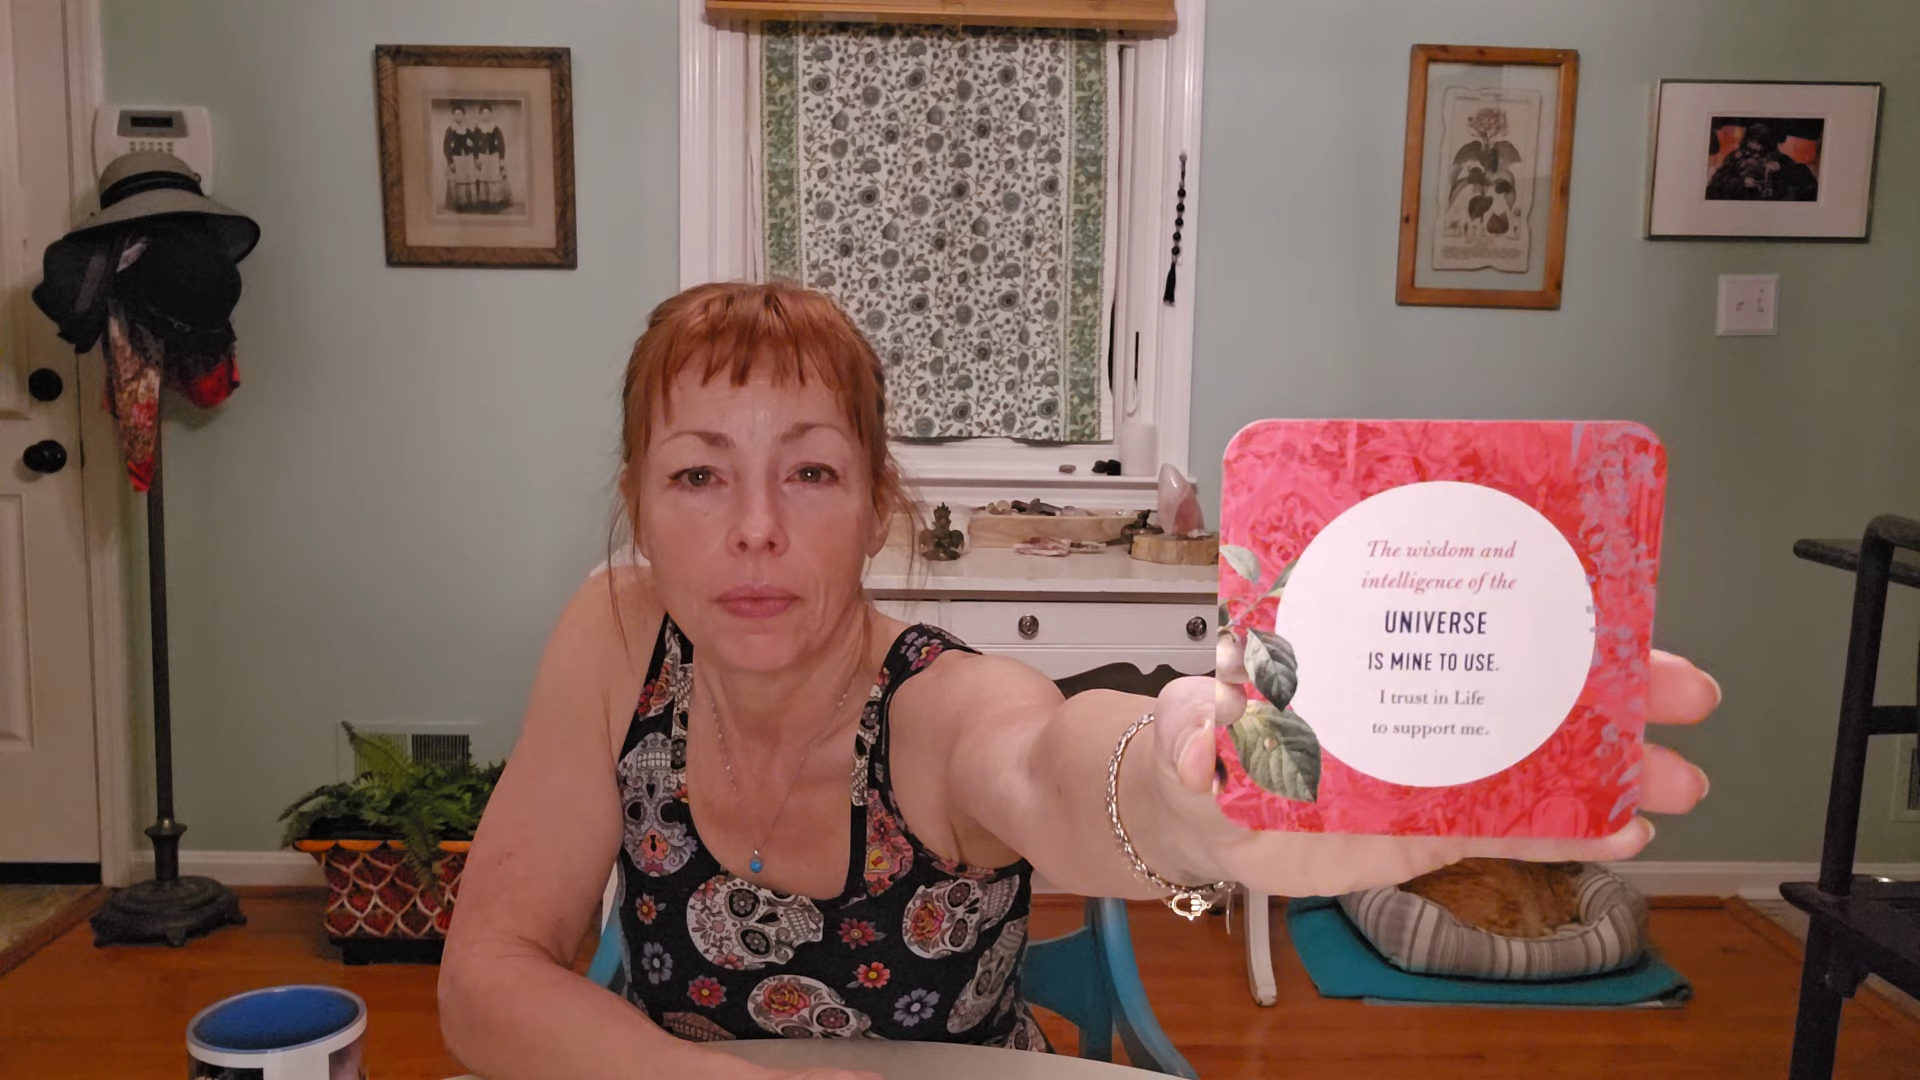 The wisdom and
intelligence of the
UNIVERSE
IS MINE TO USE.
I trust in Life
to support me.